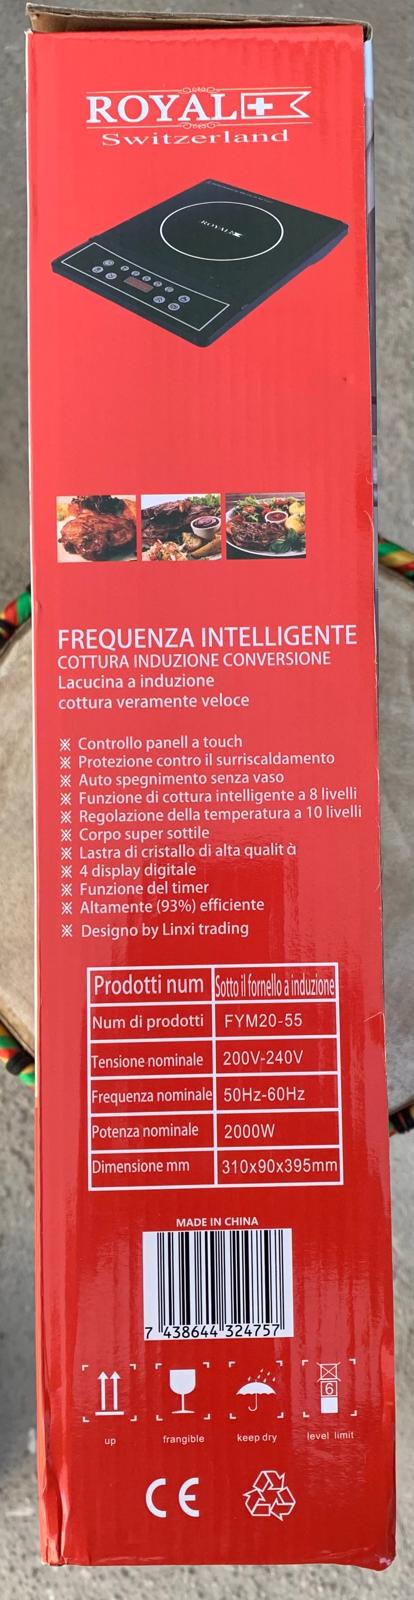 ROYAL
Switzerland
ROYAL
FREQUENZA INTELLIGENTE
COTTURA INDUZIONE CONVERSIONE
Lacucina a induzione
cottura veramente veloce
※ Controllo panell a touch
※ Protezione contro il surriscaldamento
※ Auto spegnimento senza vaso
※ Funzione di cottura intelligente a 8 livelli
※ Regolazione della temperatura a 10 livelli
※ Corpo super sottile
※ Lastra di cristallo di alta qualit à
※ 4 display digitale
※ Funzione del timer
※ Altamente (93%) efficiente
※ Designo by Linxi trading
Prodotti num Sotto il fornello a induzione
Num di prodotti FYM20-55
Tensione nominale 200V-240V
Frequenza nominale 50Hz-60Hz
Potenza nominale 2000W
Dimensione mm 310x90x395mm
MADE IN CHINA
7 438644 324757
6
up frangible keep dry level limit
CE